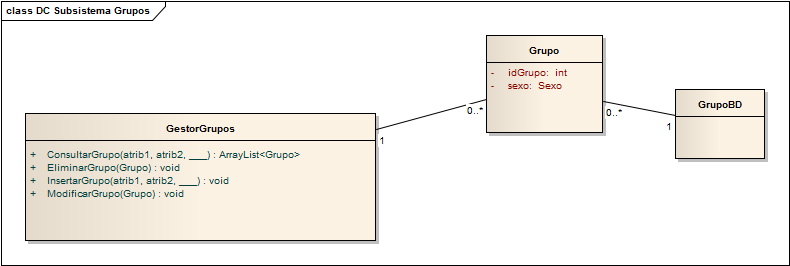 class DC Subsistema Grupos
Grupo
- idGrupo: int
- sexo: Sexo
GrupoBD
0..*
0..*
1
GestorGrupos
1
+ ConsultarGrupo(atrib1, atrib2, ___) : ArrayList<Grupo>
+ EliminarGrupo(Grupo) : void
+ InsertarGrupo(atrib1, atrib2, ___) : void
+ ModificarGrupo(Grupo) : void